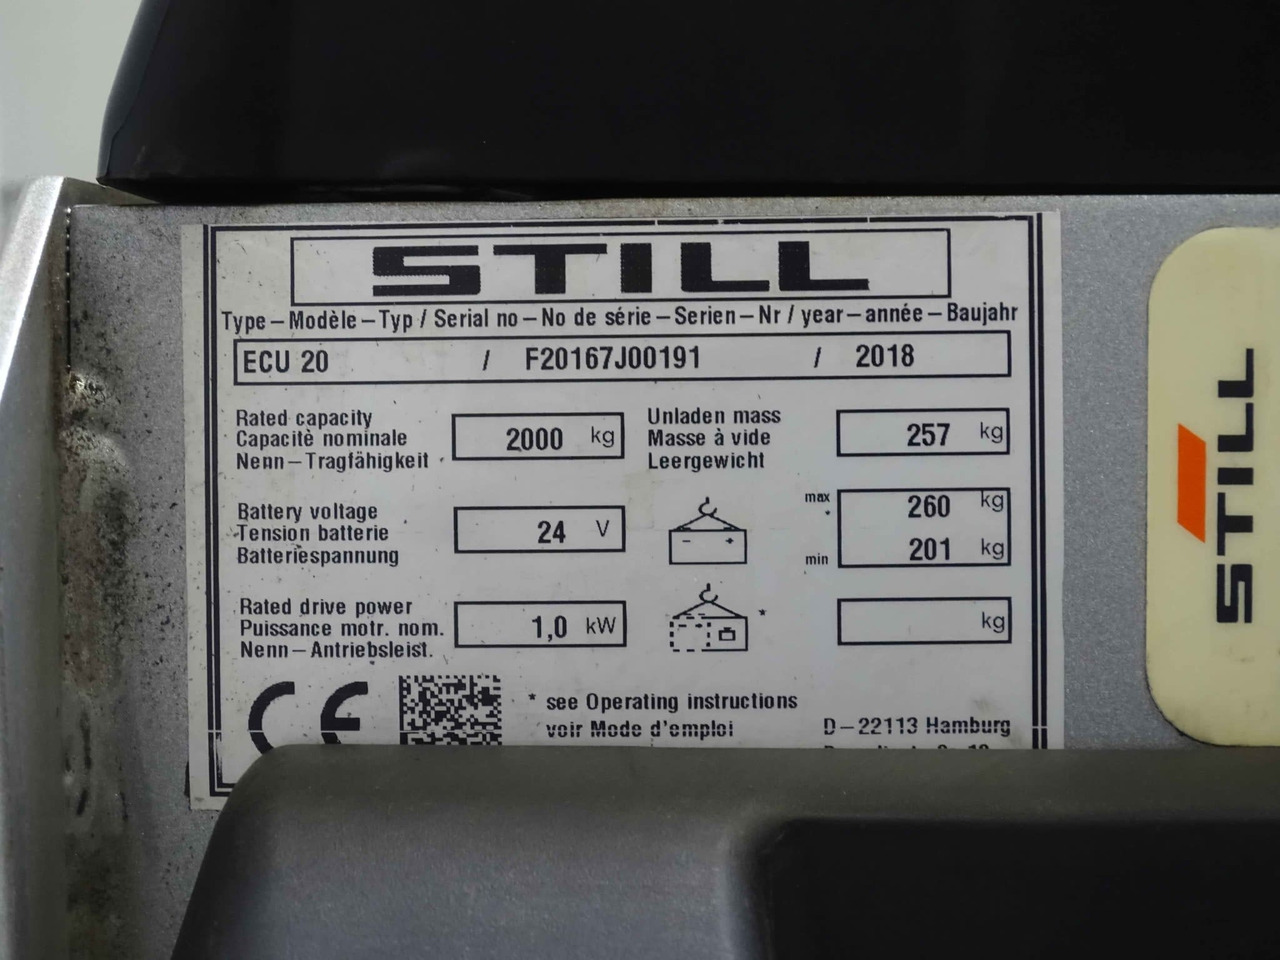 STILL
Type – Modèle – Typ / Serial no – No de série – Serien – Nr / year – année – Baujahr
ECU 20 / F20167J00191 / 2018
Rated capacity
Capacitè nominale
Nenn – Tragfähigkeit
2000 kg
Unladen mass
Masse à vide
Leergewicht
257 kg
Battery voltage
Tension batterie
Batteriespannung
24 V
- +
max
*
min
260 kg
201 kg
Rated drive power
Puissance motr. nom.
Nenn – Antriebsleist.
1,0 kW
*
kg
CE
* see Operating instructions
voir Mode d'emploi
D – 22113 Hamburg
STILL